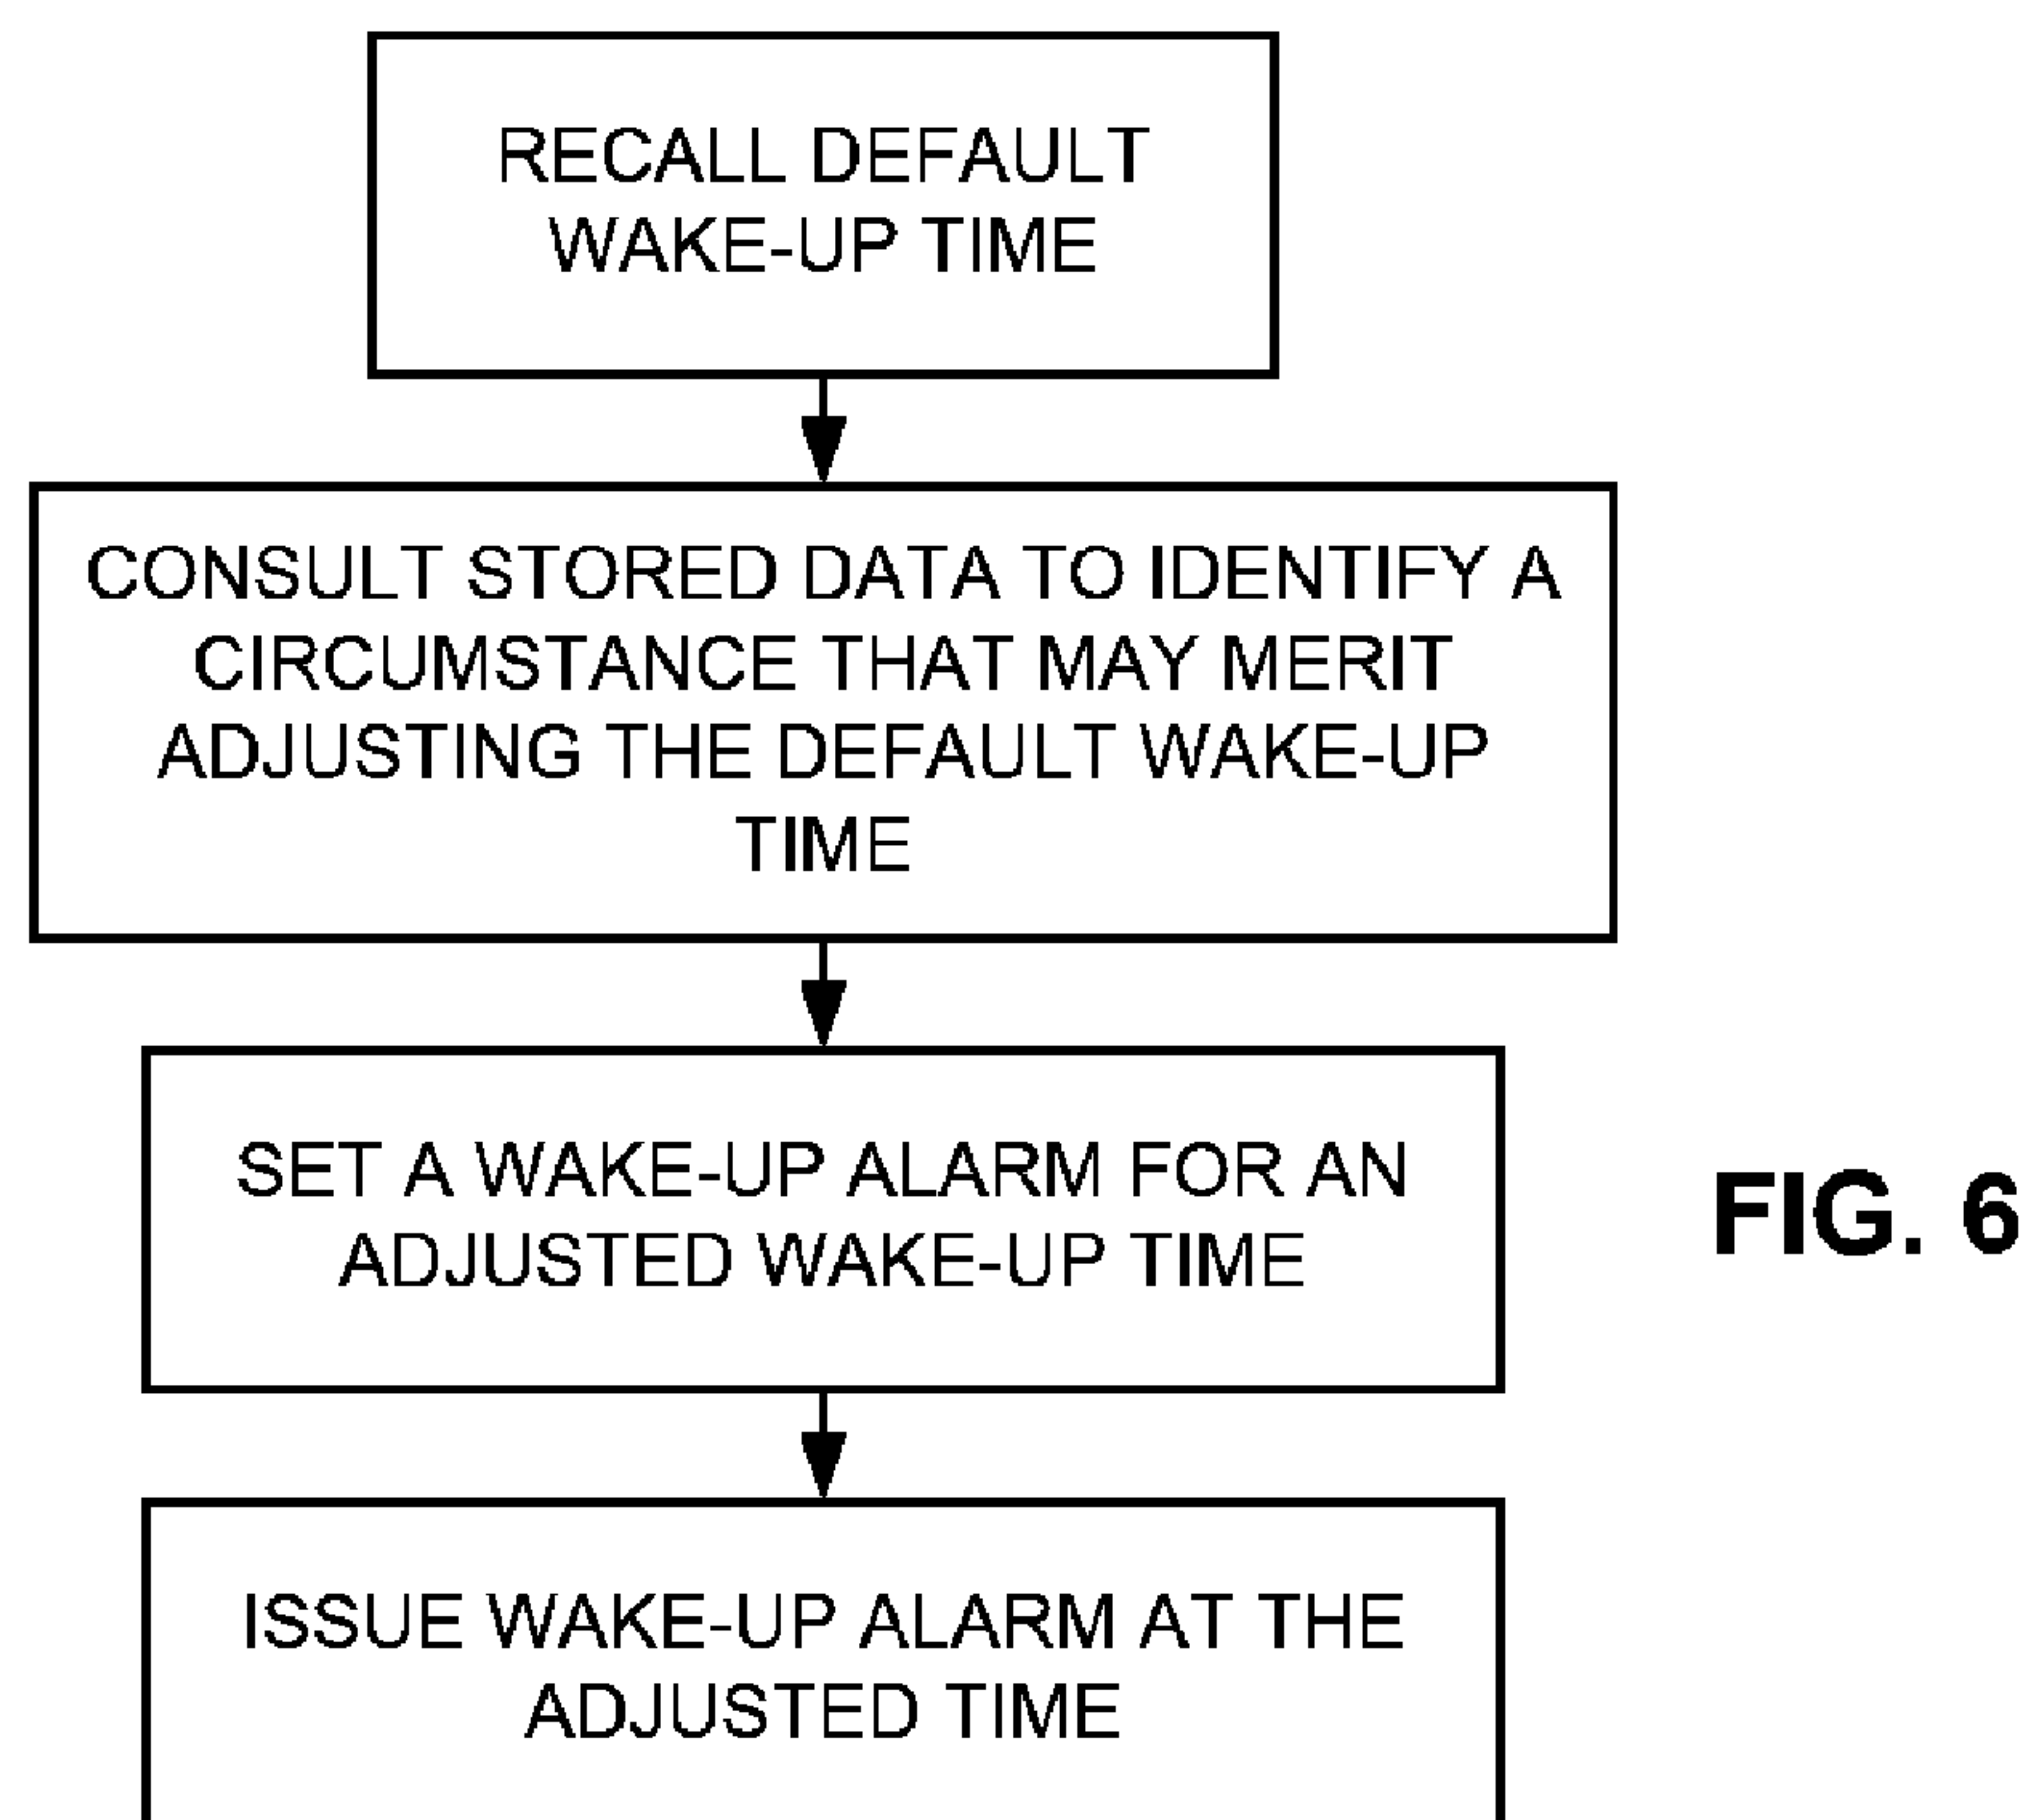 RECALL DEFAULT
WAKE-UP TIME
CONSULT STORED DATA TO IDENTIFY A
CIRCUMSTANCE THAT MAY MERIT
ADJUSTING THE DEFAULT WAKE-UP
TIME
SET A WAKE-UP ALARM FOR AN
ADJUSTED WAKE-UP TIME
FIG. 6
ISSUE WAKE-UP ALARM AT THE
ADJUSTED TIME